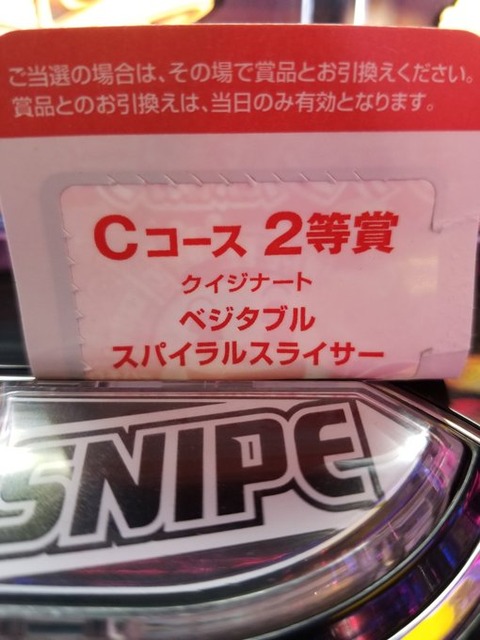 ご当選の場合は、その場で賞品とお引換えください。
賞品とのお引換えは、当日のみ有効となります。
Cコース 2等賞
クイジナート
ベジタブル
スパイラルスライサー
SNIPE